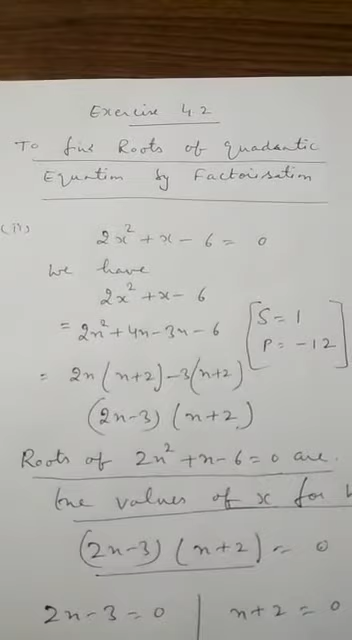 Exercise 4.2
To find Roots of quadratic
Equation by Factorisation
(ii)
2x² + x - 6 = 0
We have
2x² + x - 6
= 2x² + 4x - 3x - 6
[S = 1
P = -12]
= 2x(x+2) - 3(x+2)
(2x-3)(x+2)
Roots of 2x² + x - 6 = 0 are
the values of x for
(2x-3)(x+2) = 0
2x - 3 = 0 | x + 2 = 0